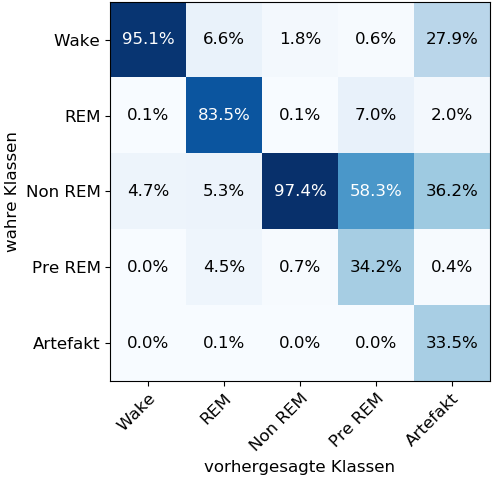 wahre Klassen
Wake 95.1% 6.6% 1.8% 0.6% 27.9%
REM 0.1% 83.5% 0.1% 7.0% 2.0%
Non REM 4.7% 5.3% 97.4% 58.3% 36.2%
Pre REM 0.0% 4.5% 0.7% 34.2% 0.4%
Artefakt 0.0% 0.1% 0.0% 0.0% 33.5%
Wake REM Non REM Pre REM Artefakt
vorhergesagte Klassen